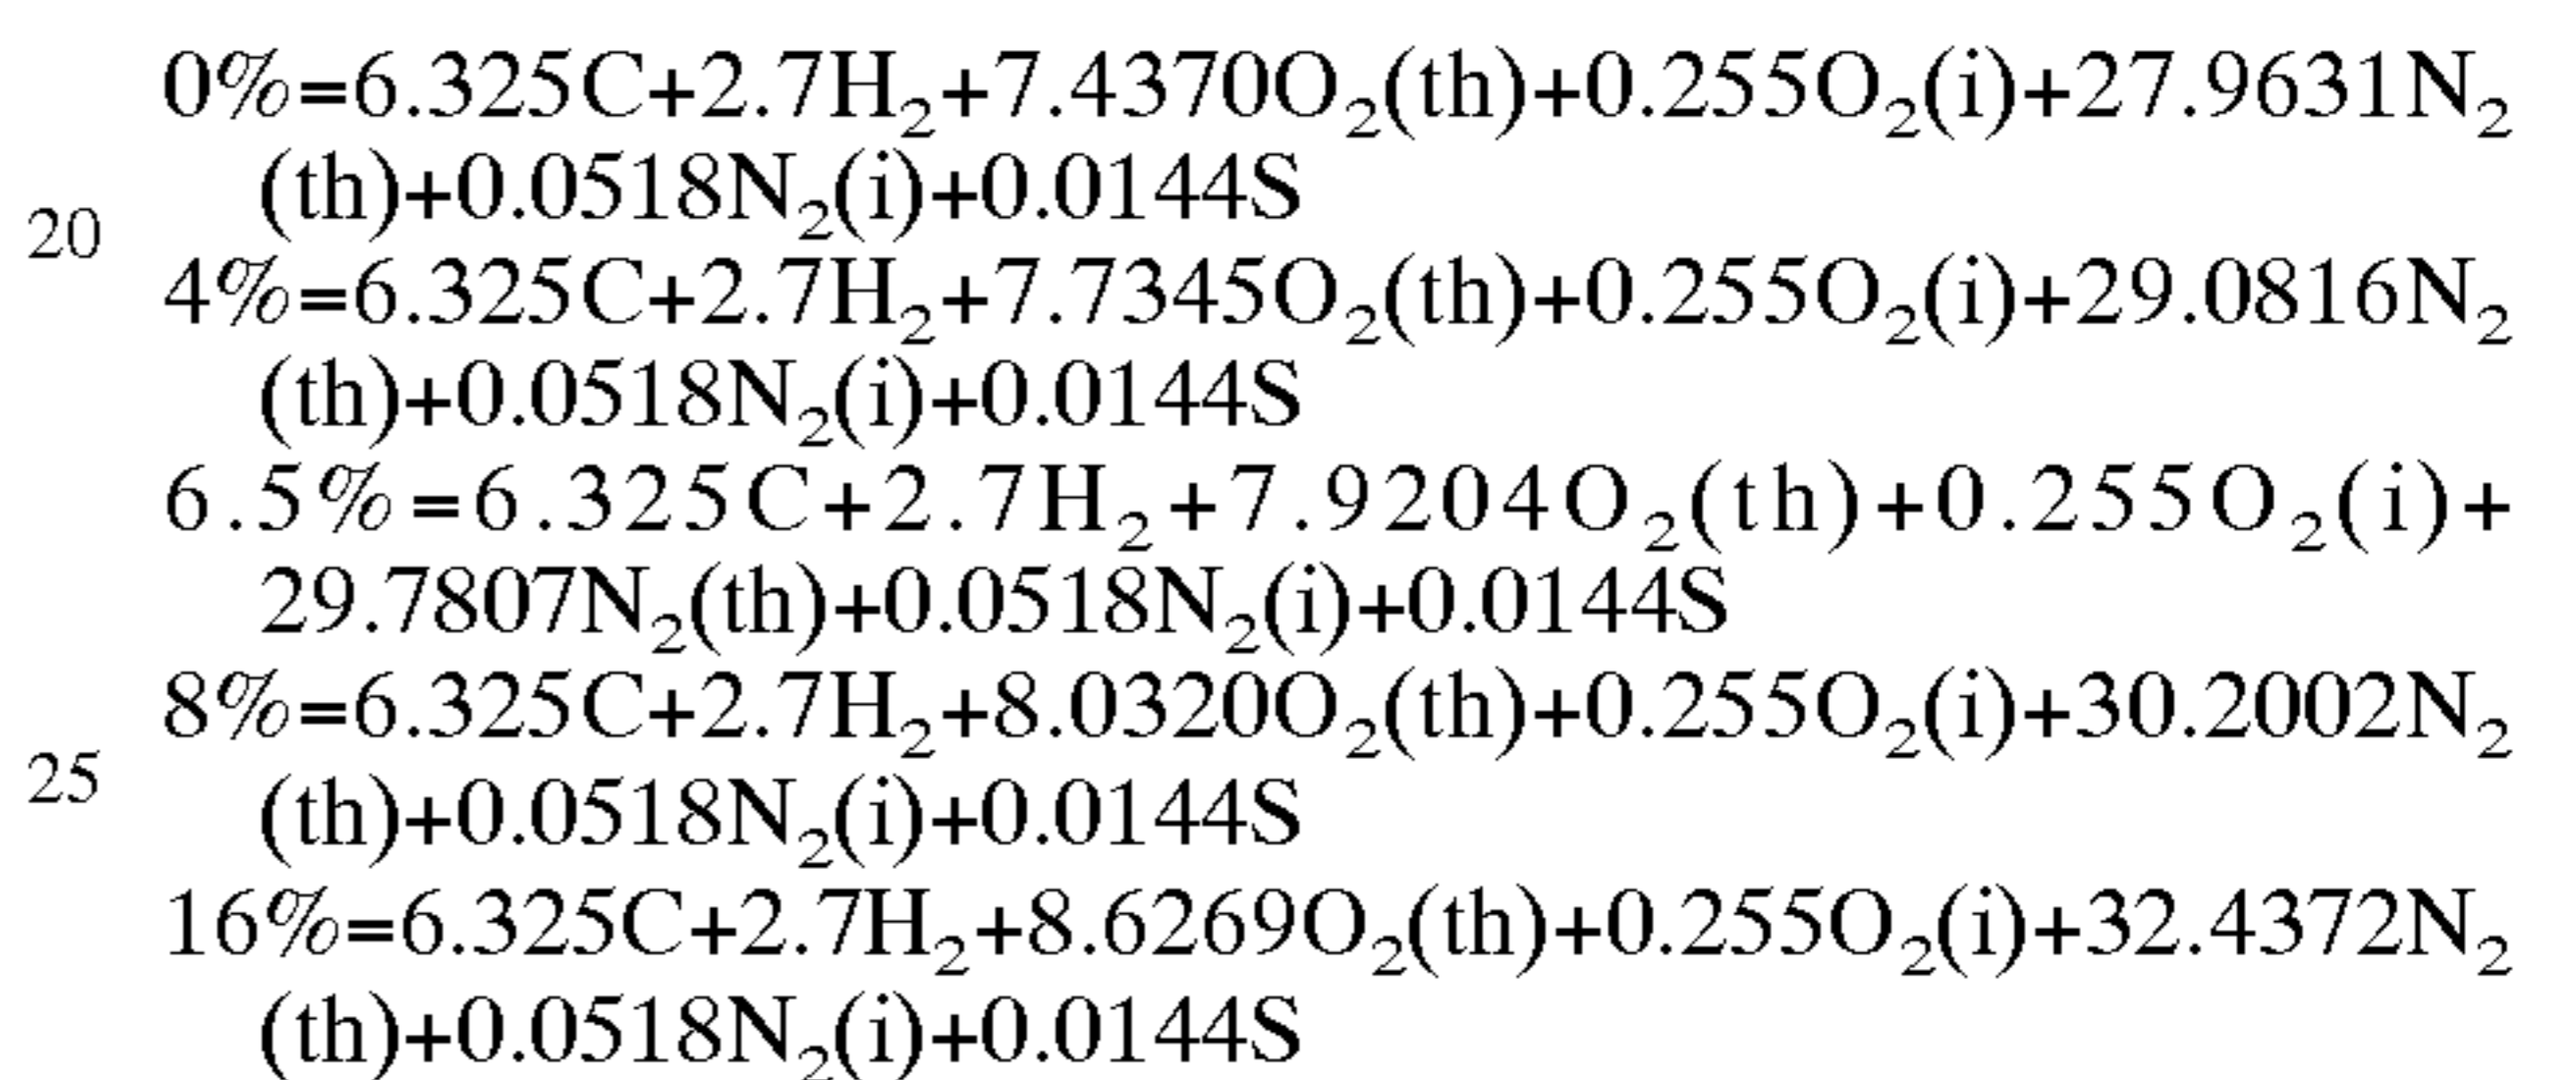 0%=6.325C+2.7H₂+7.4370O₂(th)+0.255O₂(i)+27.9631N₂
(th)+0.0518N₂(i)+0.0144S
20
4%=6.325C+2.7H₂+7.7345O₂(th)+0.255O₂(i)+29.0816N₂
(th)+0.0518N₂(i)+0.0144S
6.5%=6.325C+2.7H₂+7.9204O₂(th)+0.255O₂(i)+
29.7807N₂(th)+0.0518N₂(i)+0.0144S
8%=6.325C+2.7H₂+8.0320O₂(th)+0.255O₂(i)+30.2002N₂
25
(th)+0.0518N₂(i)+0.0144S
16%=6.325C+2.7H₂+8.6269O₂(th)+0.255O₂(i)+32.4372N₂
(th)+0.0518N₂(i)+0.0144S